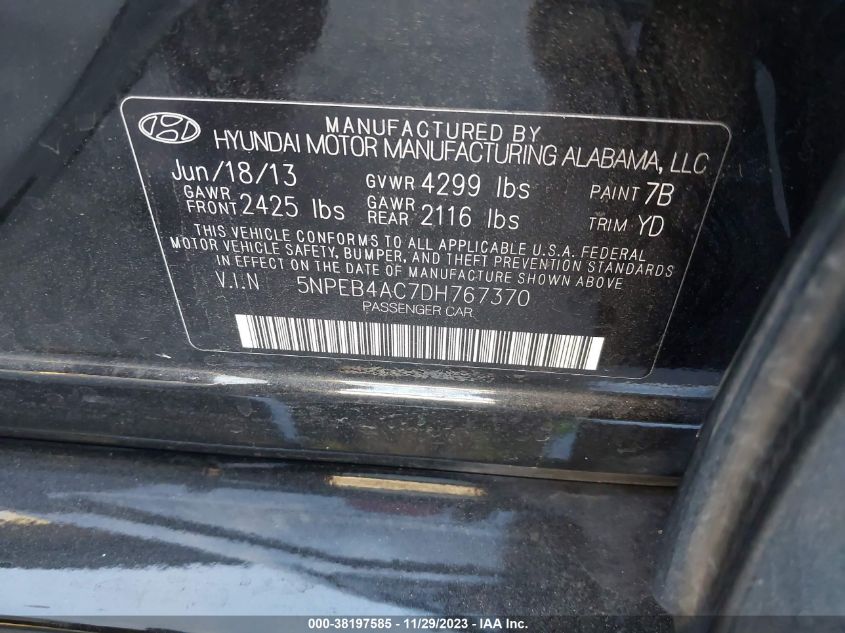 MANUFACTURED BY
HYUNDAI MOTOR MANUFACTURING ALABAMA, LLC
Jun/18/13 GVWR 4299 lbs PAINT 7B
GAWR FRONT 2425 lbs GAWR REAR 2116 lbs TRIM YD
THIS VEHICLE CONFORMS TO ALL APPLICABLE U.S.A. FEDERAL
MOTOR VEHICLE SAFETY, BUMPER, AND THEFT PREVENTION STANDARDS
IN EFFECT ON THE DATE OF MANUFACTURE SHOWN ABOVE
V.I.N 5NPEB4AC7DH767370
PASSENGER CAR
000-38197585 - 11/29/2023 - © IAA Inc.